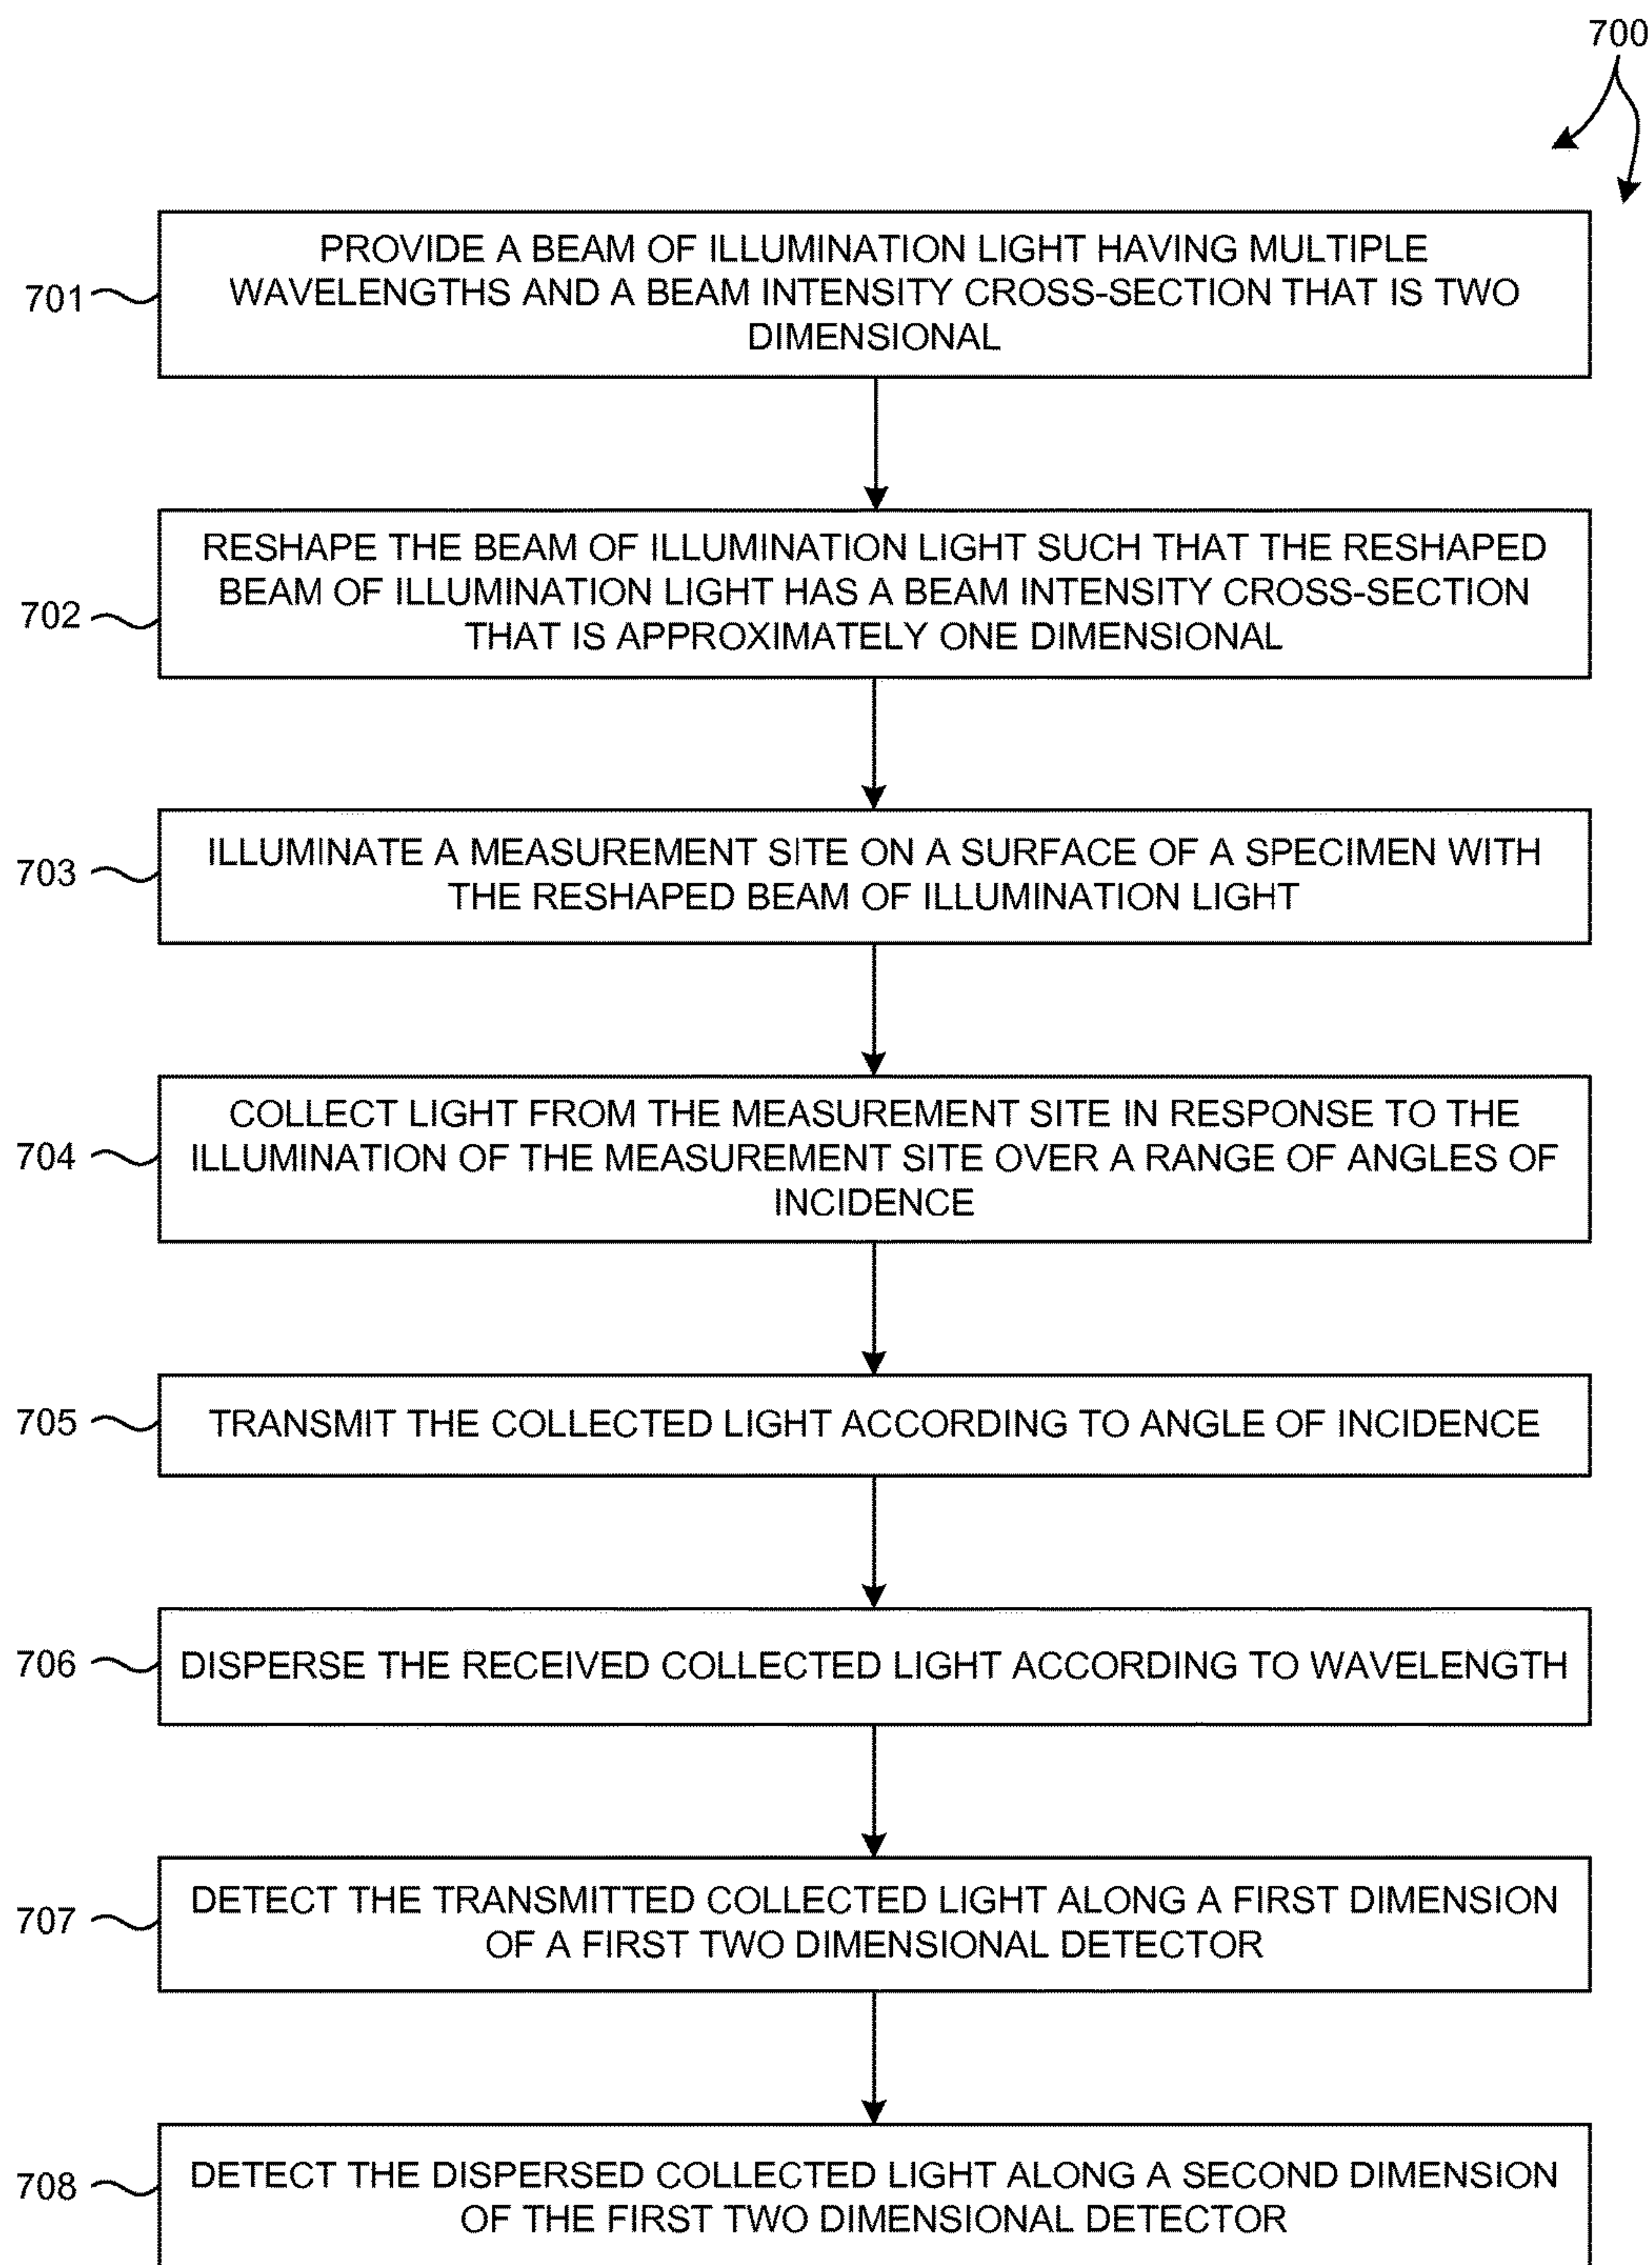 700
701
PROVIDE A BEAM OF ILLUMINATION LIGHT HAVING MULTIPLE
WAVELENGTHS AND A BEAM INTENSITY CROSS-SECTION THAT IS TWO
DIMENSIONAL
702
RESHAPE THE BEAM OF ILLUMINATION LIGHT SUCH THAT THE RESHAPED
BEAM OF ILLUMINATION LIGHT HAS A BEAM INTENSITY CROSS-SECTION
THAT IS APPROXIMATELY ONE DIMENSIONAL
703
ILLUMINATE A MEASUREMENT SITE ON A SURFACE OF A SPECIMEN WITH
THE RESHAPED BEAM OF ILLUMINATION LIGHT
704
COLLECT LIGHT FROM THE MEASUREMENT SITE IN RESPONSE TO THE
ILLUMINATION OF THE MEASUREMENT SITE OVER A RANGE OF ANGLES OF
INCIDENCE
705
TRANSMIT THE COLLECTED LIGHT ACCORDING TO ANGLE OF INCIDENCE
706
DISPERSE THE RECEIVED COLLECTED LIGHT ACCORDING TO WAVELENGTH
707
DETECT THE TRANSMITTED COLLECTED LIGHT ALONG A FIRST DIMENSION
OF A FIRST TWO DIMENSIONAL DETECTOR
708
DETECT THE DISPERSED COLLECTED LIGHT ALONG A SECOND DIMENSION
OF THE FIRST TWO DIMENSIONAL DETECTOR